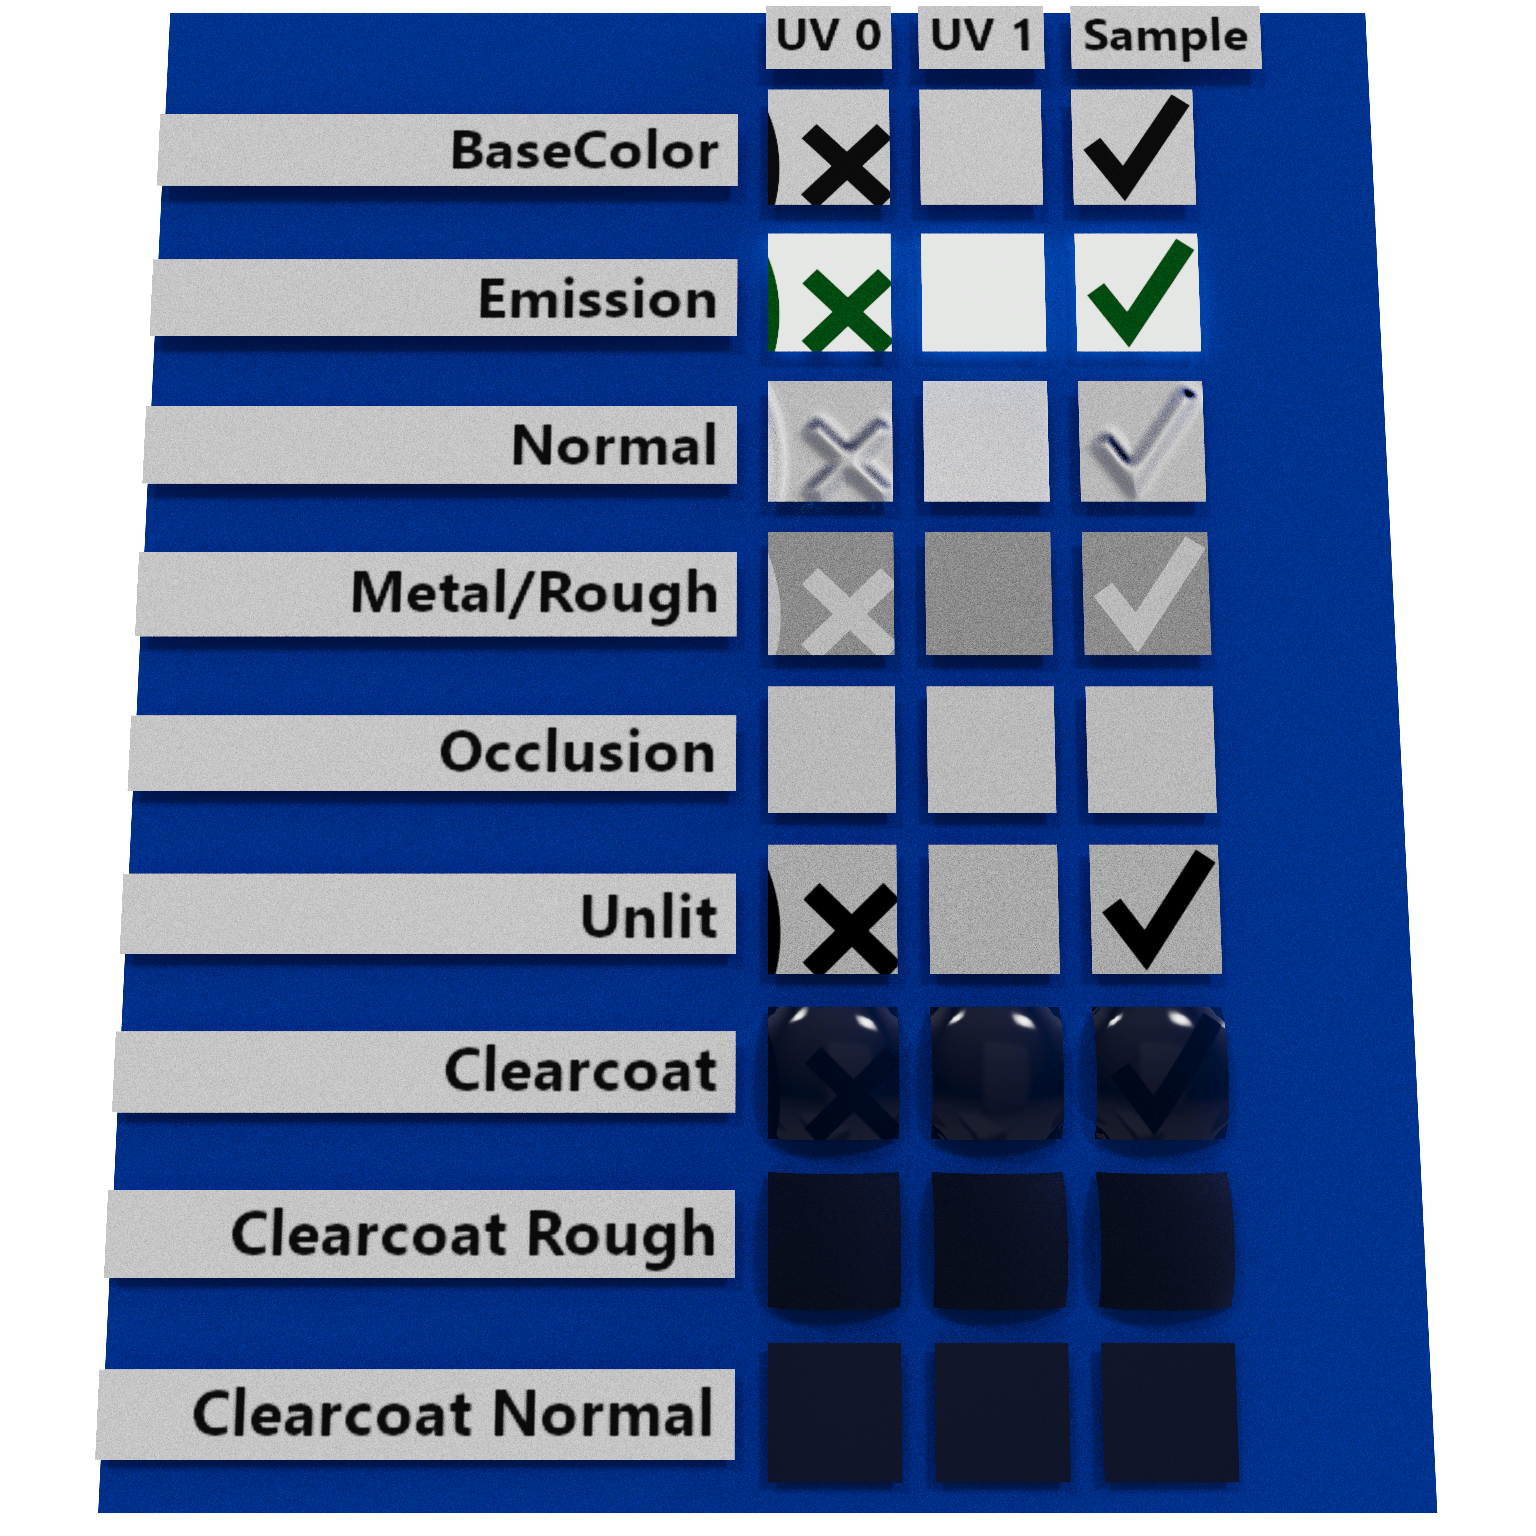 UV 0 UV 1 Sample
BaseColor
Emission
Normal
Metal/Rough
Occlusion
Unlit
Clearcoat
Clearcoat Rough
Clearcoat Normal